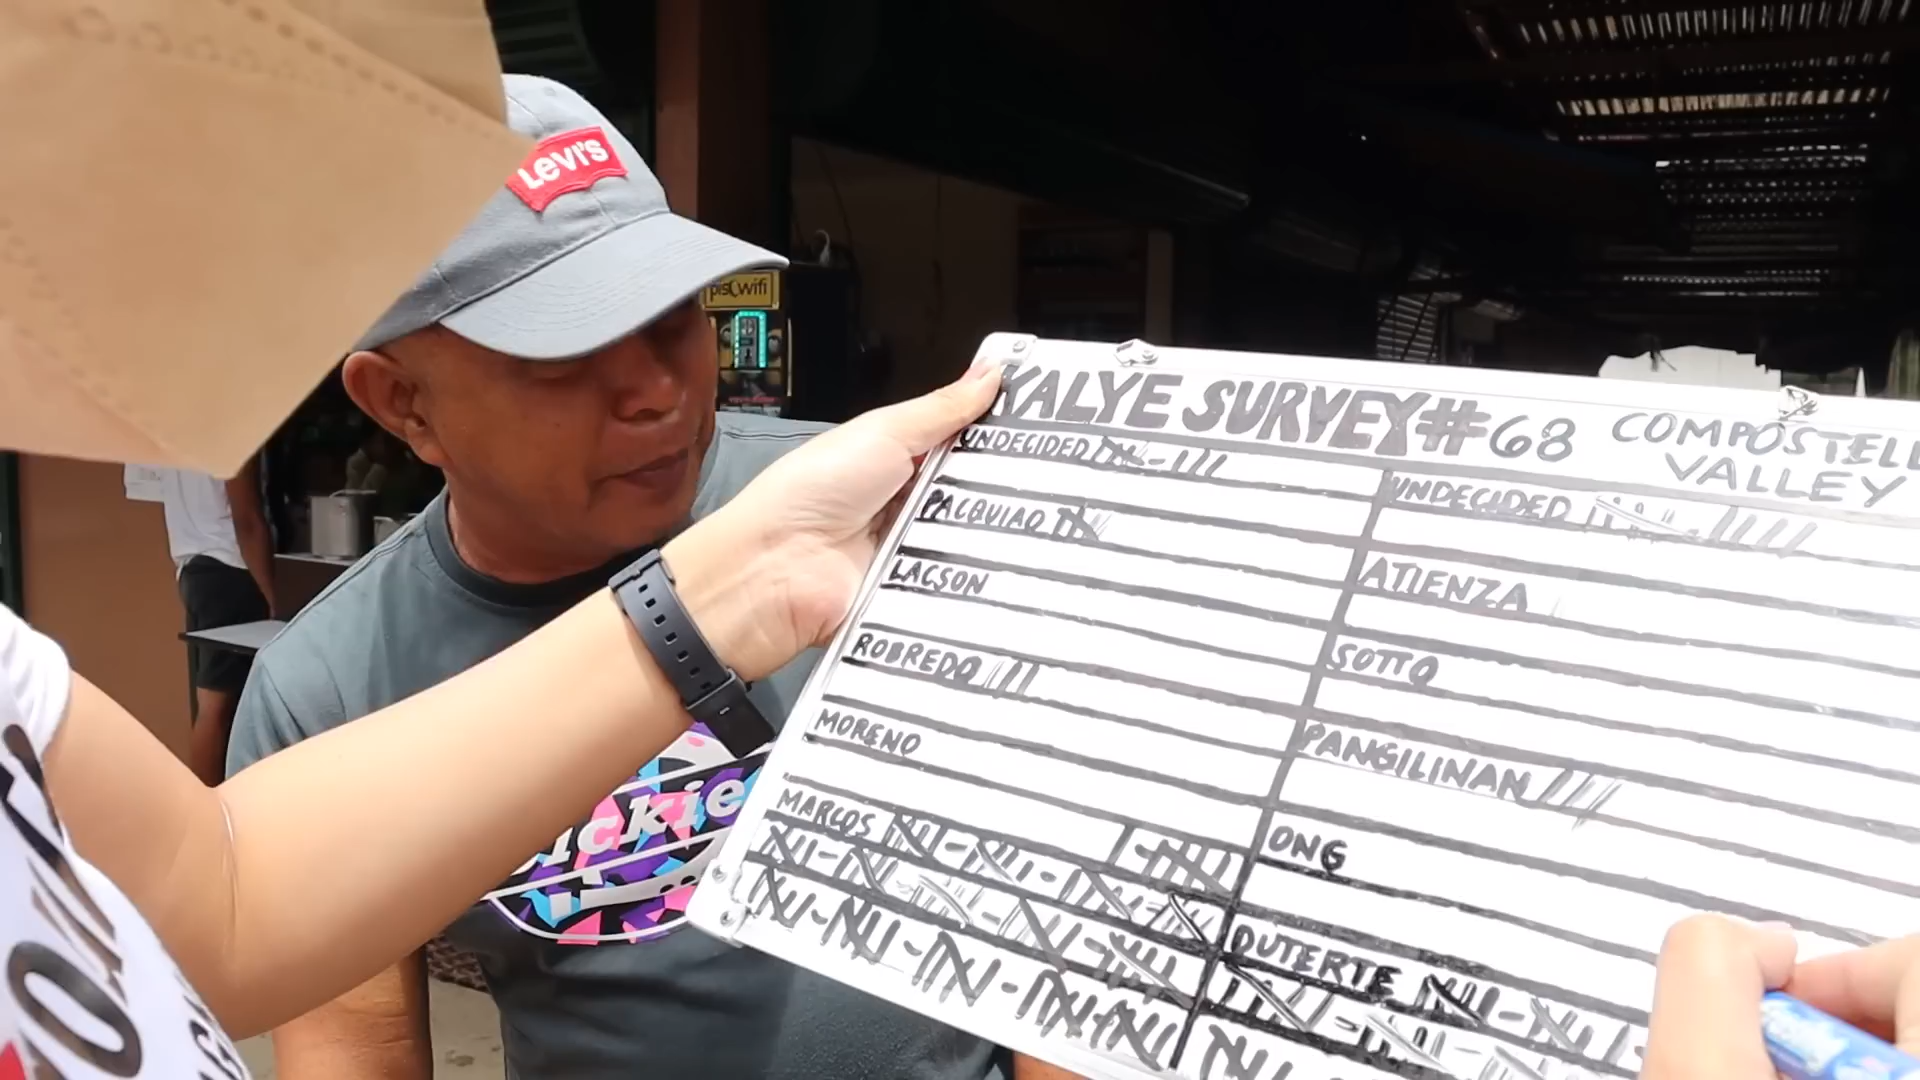 Levi's
pisowifi
KALYE SURVEY #68
COMPOSTELL
VALLEY
UNDECIDED
PACQUIAO
LACSON
ROBREDO
MORENO
MARCOS
UNDECIDED
ATIENZA
SOTTO
PANGILINAN
ONG
DUTERTE
ickie